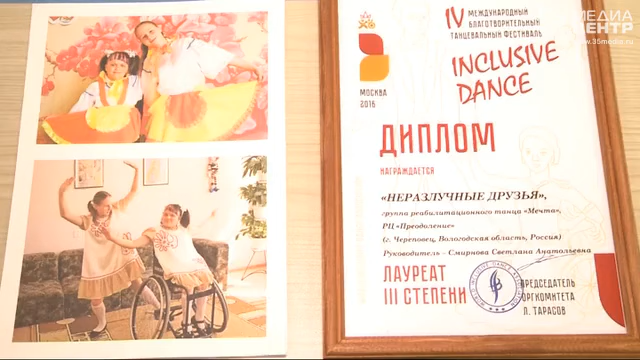 МЕДИА
ЦЕНТР
www.35media.ru
IV МЕЖДУНАРОДНЫЙ
БЛАГОТВОРИТЕЛЬНЫЙ
ТАНЦЕВАЛЬНЫЙ ФЕСТИВАЛЬ
INCLUSIVE
DANCE
МОСКВА
2016
ДИПЛОМ
НАГРАЖДАЕТСЯ
«НЕРАЗЛУЧНЫЕ ДРУЗЬЯ»,
группа реабилитационного танца «Мечта»,
РЦ «Преодоление»
(г. Череповец, Вологодская область, Россия)
Руководитель - Смирнова Светлана Анатольевна
ЛАУРЕАТ
III СТЕПЕНИ
ПРЕДСЕДАТЕЛЬ
ОРГКОМИТЕТА
Л. ТАРАСОВ